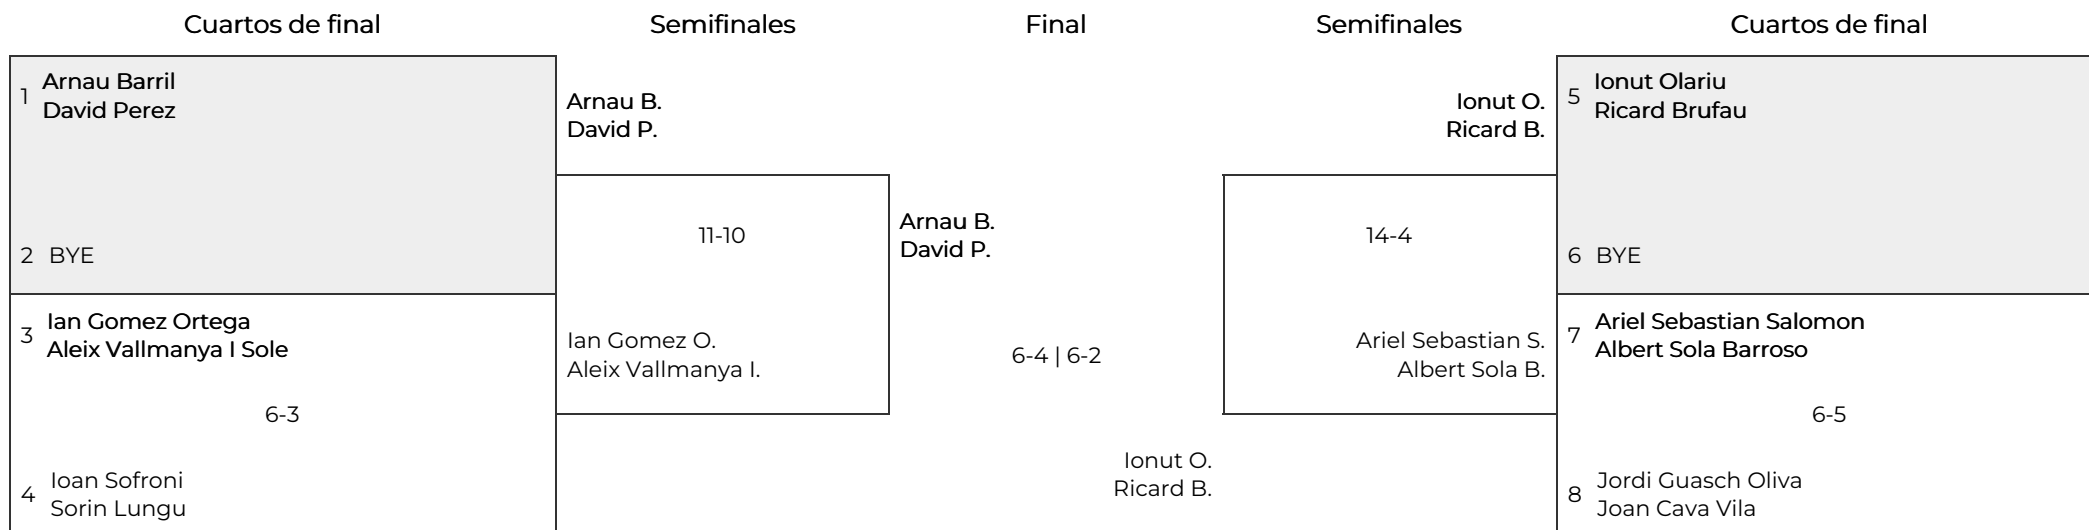 Cuartos de final
Semifinales
Final
Semifinales
Cuartos de final
1
Arnau Barril
David Perez
2 BYE
3
Ian Gomez Ortega
Aleix Vallmanya I Sole
6-3
4
Ioan Sofroni
Sorin Lungu
Arnau B.
David P.
11-10
Ian Gomez O.
Aleix Vallmanya I.
Arnau B.
David P.
6-4 | 6-2
Ionut O.
Ricard B.
Ionut O.
Ricard B.
14-4
Ariel Sebastian S.
Albert Sola B.
5
Ionut Olariu
Ricard Brufau
6 BYE
7
Ariel Sebastian Salomon
Albert Sola Barroso
6-5
8
Jordi Guasch Oliva
Joan Cava Vila